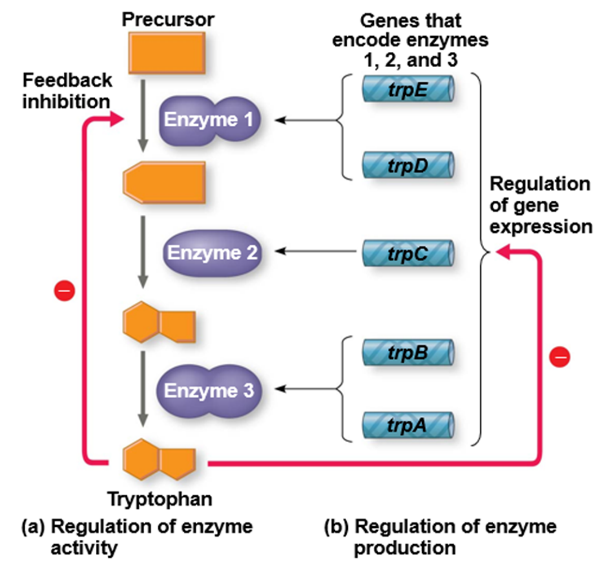 Precursor
Genes that
encode enzymes
1, 2, and 3
Feedback
inhibition
trpE
Enzyme 1
trpD
Regulation
of gene
expression
Enzyme 2
trpC
–
–
trpB
Enzyme 3
trpA
Tryptophan
(a) Regulation of enzyme
activity
(b) Regulation of enzyme
production